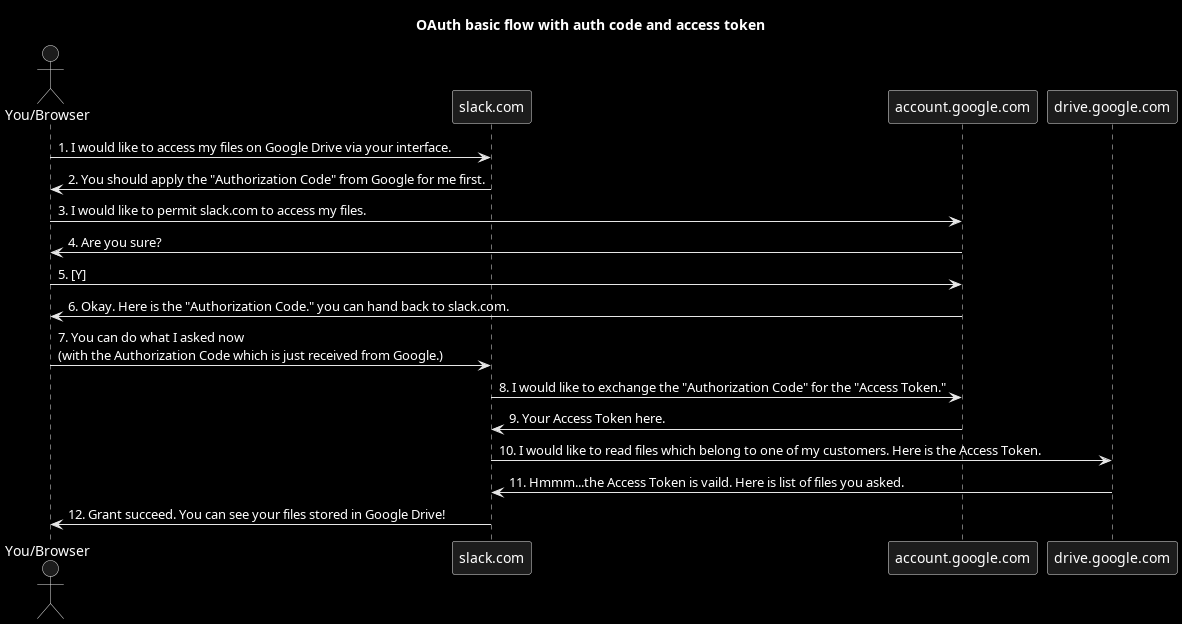 OAuth basic flow with auth code and access token
You/Browser
slack.com
account.google.com
drive.google.com
1. I would like to access my files on Google Drive via your interface.
2. You should apply the "Authorization Code" from Google for me first.
3. I would like to permit slack.com to access my files.
4. Are you sure?
5. [Y]
6. Okay. Here is the "Authorization Code." you can hand back to slack.com.
7. You can do what I asked now
(with the Authorization Code which is just received from Google.)
8. I would like to exchange the "Authorization Code" for the "Access Token."
9. Your Access Token here.
10. I would like to read files which belong to one of my customers. Here is the Access Token.
11. Hmmm...the Access Token is vaild. Here is list of files you asked.
12. Grant succeed. You can see your files stored in Google Drive!
You/Browser
slack.com
account.google.com
drive.google.com